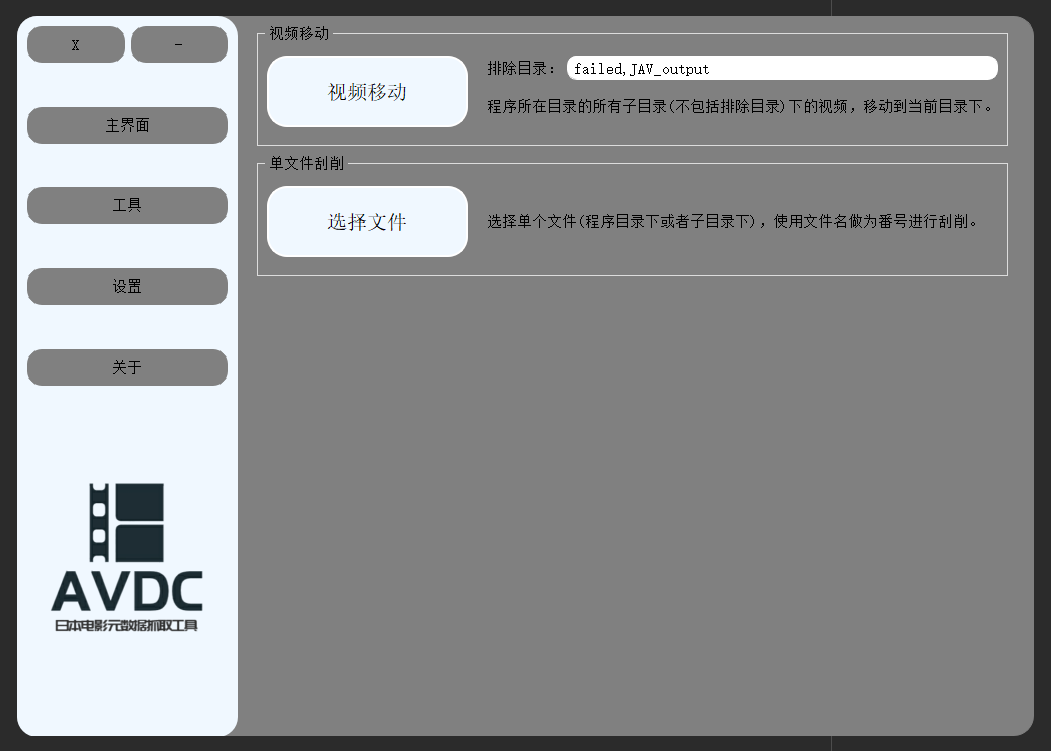 X
-
主界面
工具
设置
关于
AVDC
日本电影元数据抓取工具
视频移动
视频移动
排除目录：
failed,JAV_output
程序所在目录的所有子目录(不包括排除目录)下的视频，移动到当前目录下。
单文件刮削
选择文件
选择单个文件(程序目录下或者子目录下)，使用文件名做为番号进行刮削。